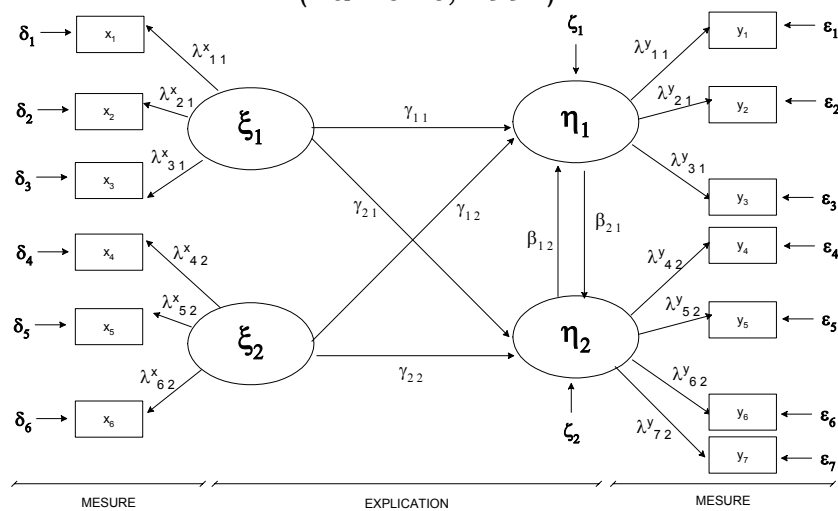 δ₁ x₁ λˣ₁₁
δ₂ x₂ λˣ₂₁
δ₃ x₃ λˣ₃₁
δ₄ x₄ λˣ₄₂
δ₅ x₅ λˣ₅₂
δ₆ x₆ λˣ₆₂
ξ₁
ξ₂
γ₁₁
γ₂₁ γ₁₂
γ₂₂
ζ₁
η₁
β₁₂ β₂₁
η₂
ζ₂
λʸ₁₁ y₁ ε₁
λʸ₂₁ y₂ ε₂
λʸ₃₁ y₃ ε₃
λʸ₄₂ y₄ ε₄
λʸ₅₂ y₅ ε₅
λʸ₆₂ y₆ ε₆
λʸ₇₂ y₇ ε₇
MESURE EXPLICATION MESURE